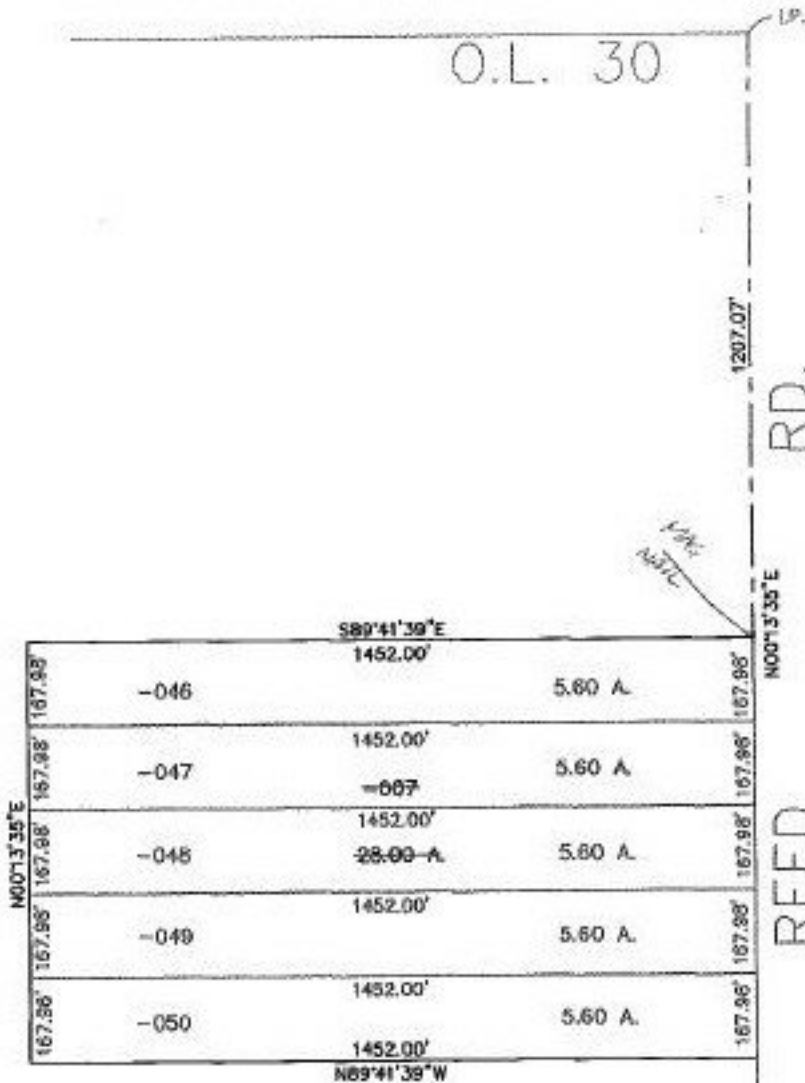 I.P.
O.L. 30
1207.07'
RD.
N00°13'35"E
S89°41'39"E
1452.00'
167.98'
-046
5.60 A.
167.98'
1452.00'
167.98'
-047
5.60 A.
167.98'
-007
1452.00'
N00°13'35"E
167.98'
-048
28.00 A.
5.60 A.
167.98'
REED
1452.00'
167.98'
-049
5.60 A.
167.98'
1452.00'
167.98'
-050
5.60 A.
167.98'
1452.00'
N89°41'39"W